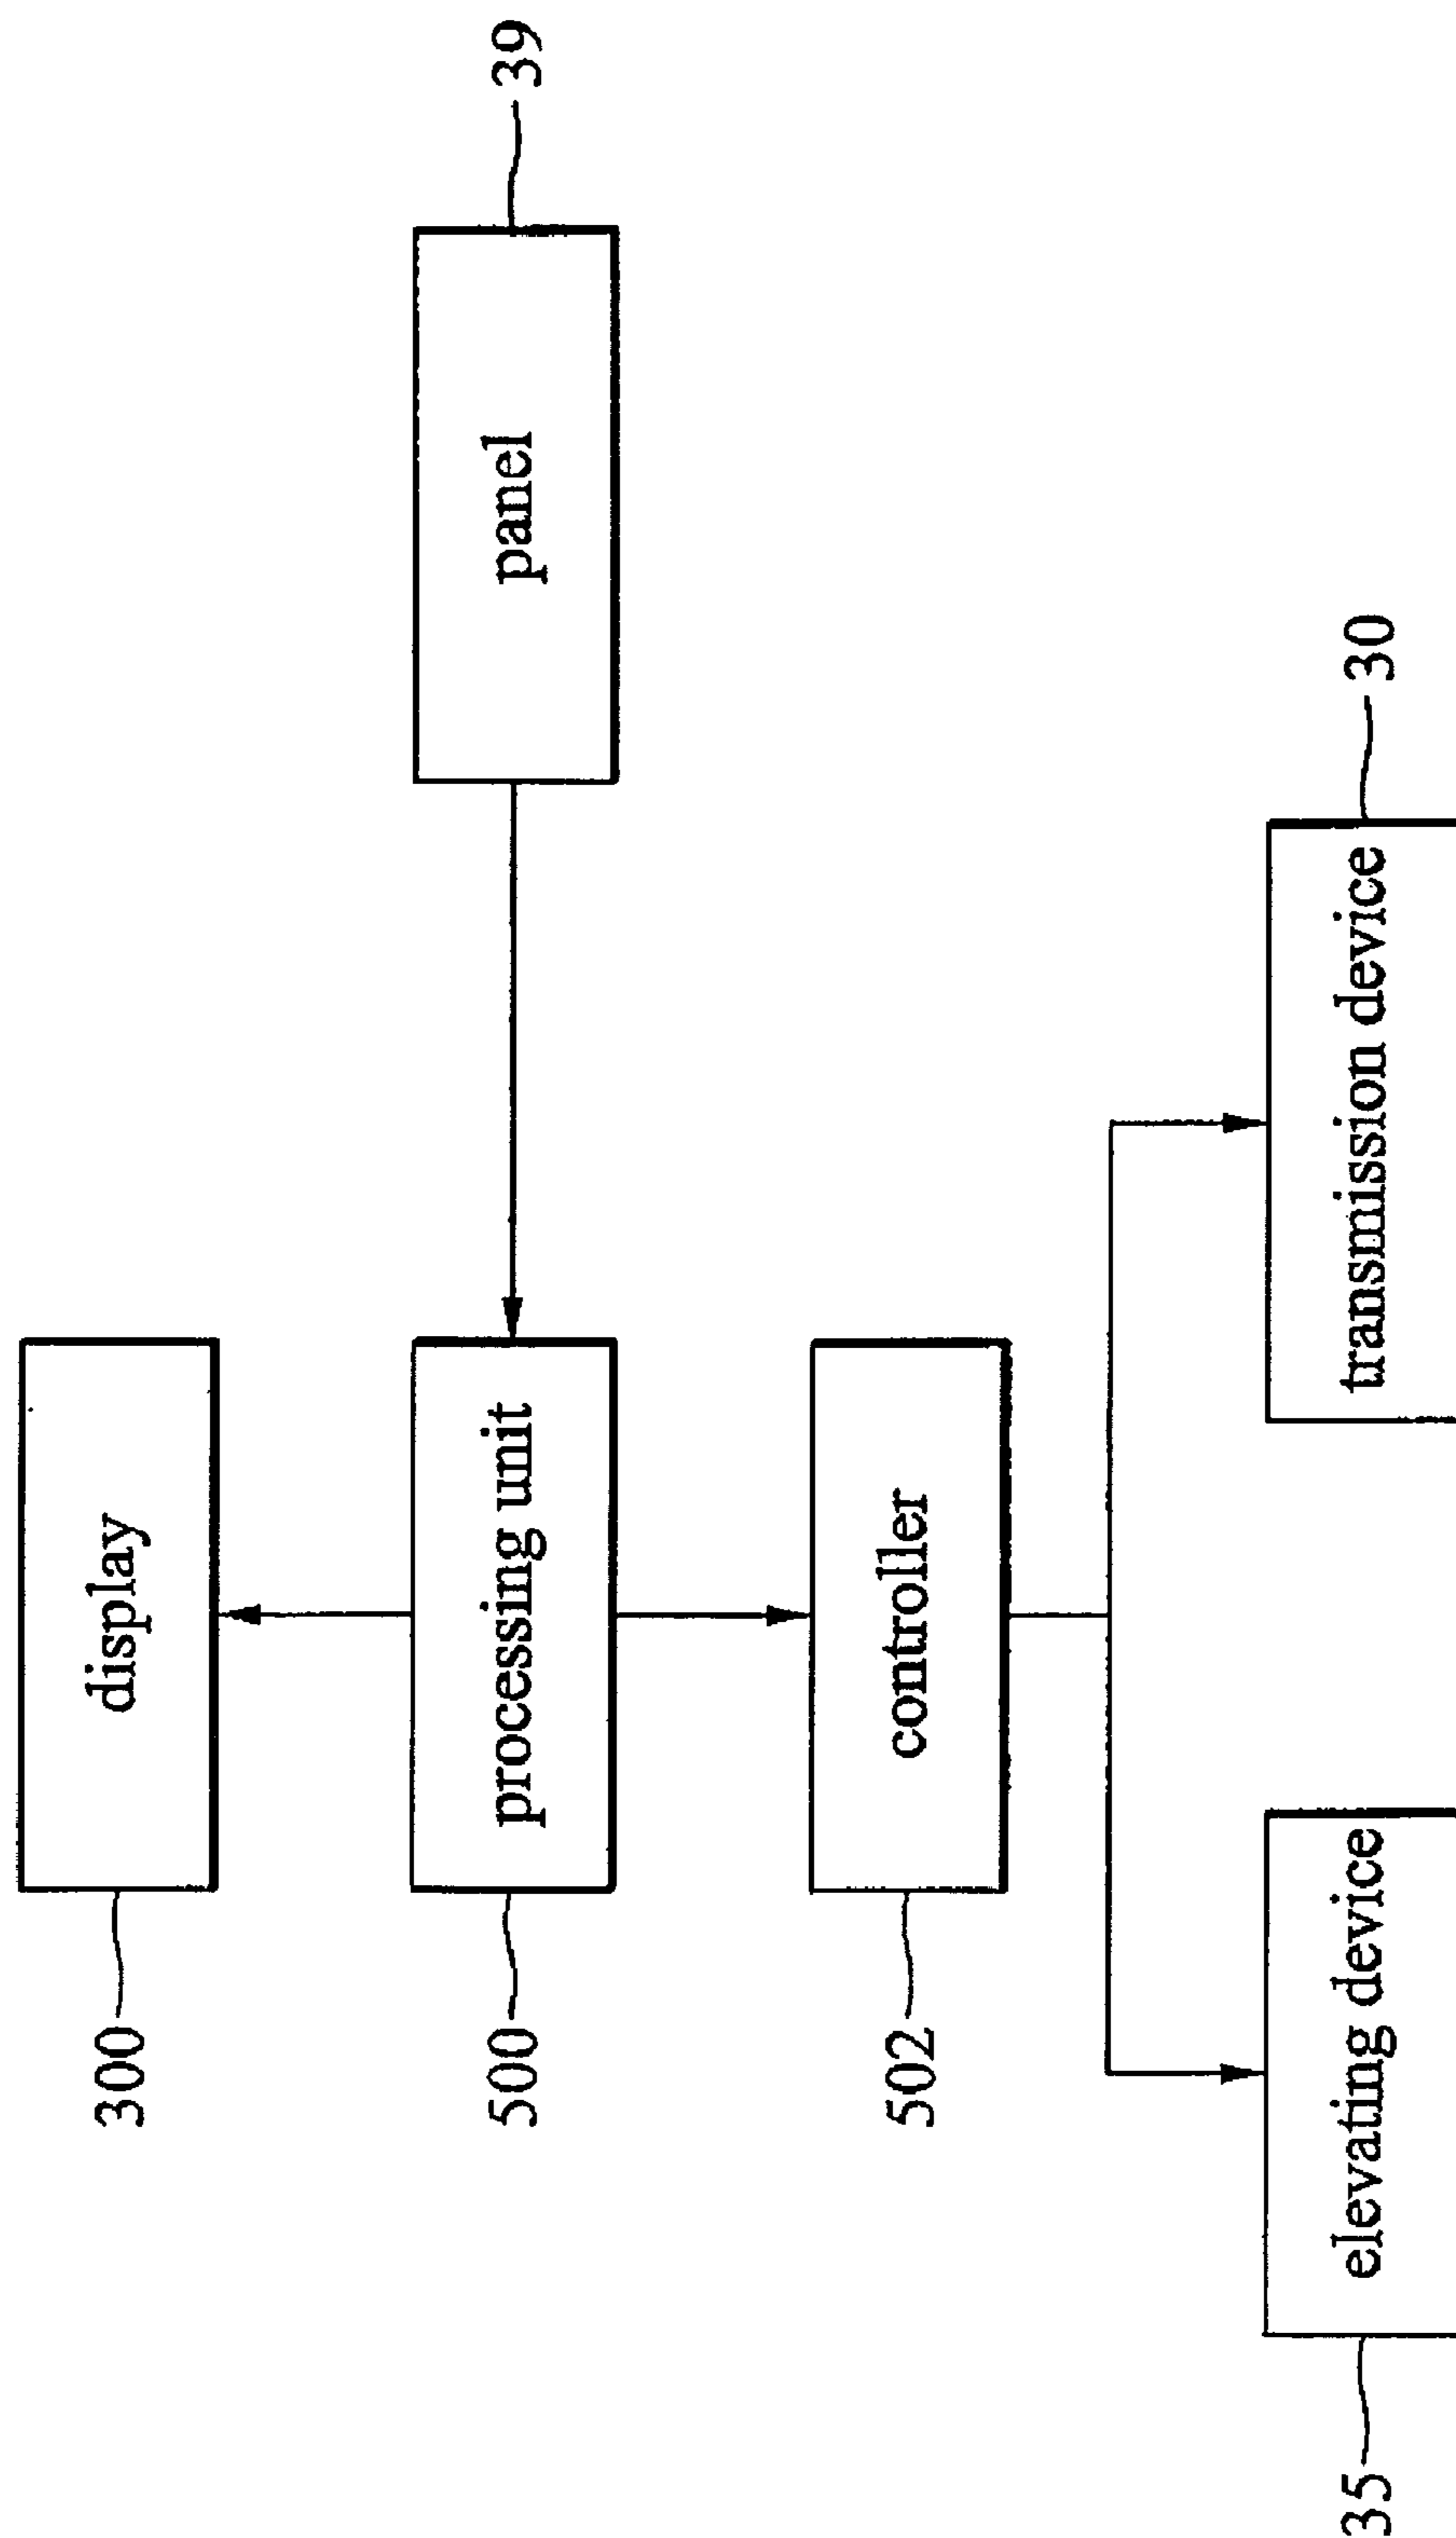 300
display
500
processing unit
panel
39
502
controller
35
elevating device
transmission device
30